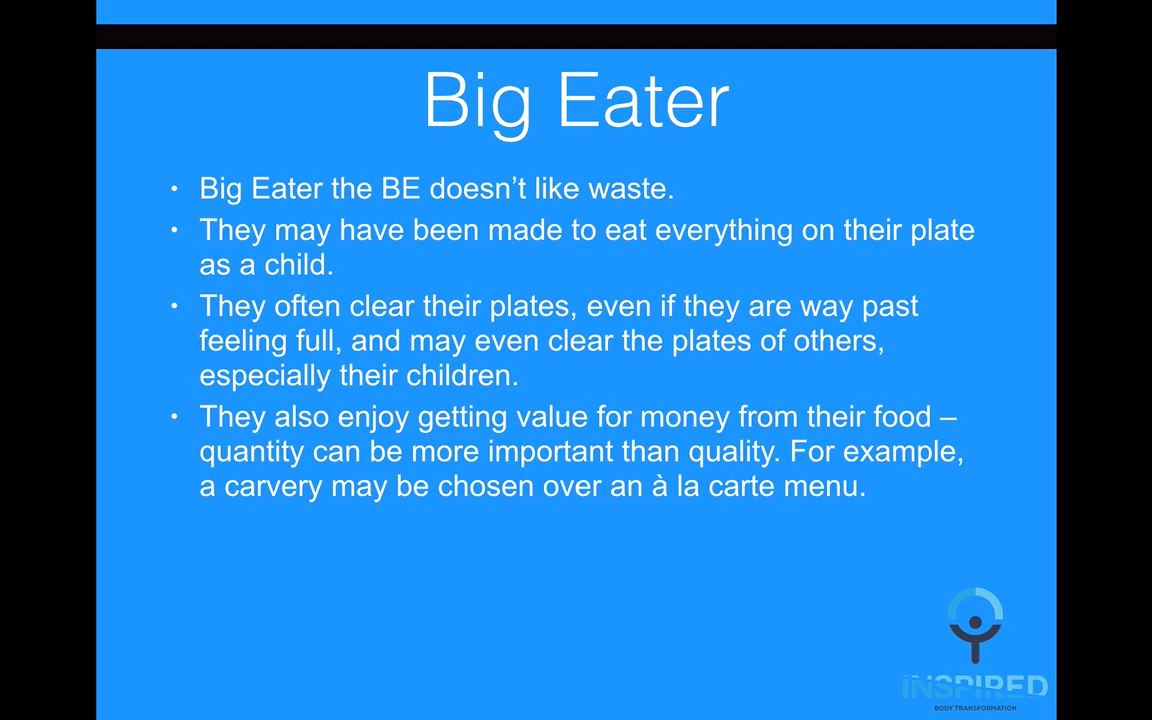 Big Eater
• Big Eater the BE doesn’t like waste.
• They may have been made to eat everything on their plate
as a child.
• They often clear their plates, even if they are way past
feeling full, and may even clear the plates of others,
especially their children.
• They also enjoy getting value for money from their food –
quantity can be more important than quality. For example,
a carvery may be chosen over an à la carte menu.
INSPIRED
BODY TRANSFORMATION